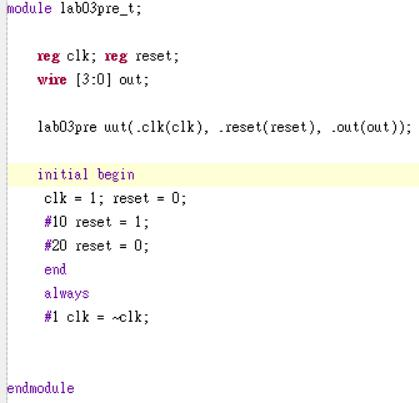 module lab03pre_t;
reg clk; reg reset;
wire [3:0] out;
lab03pre uut(.clk(clk), .reset(reset), .out(out));
initial begin
clk = 1; reset = 0;
#10 reset = 1;
#20 reset = 0;
end
always
#1 clk = ~clk;
endmodule